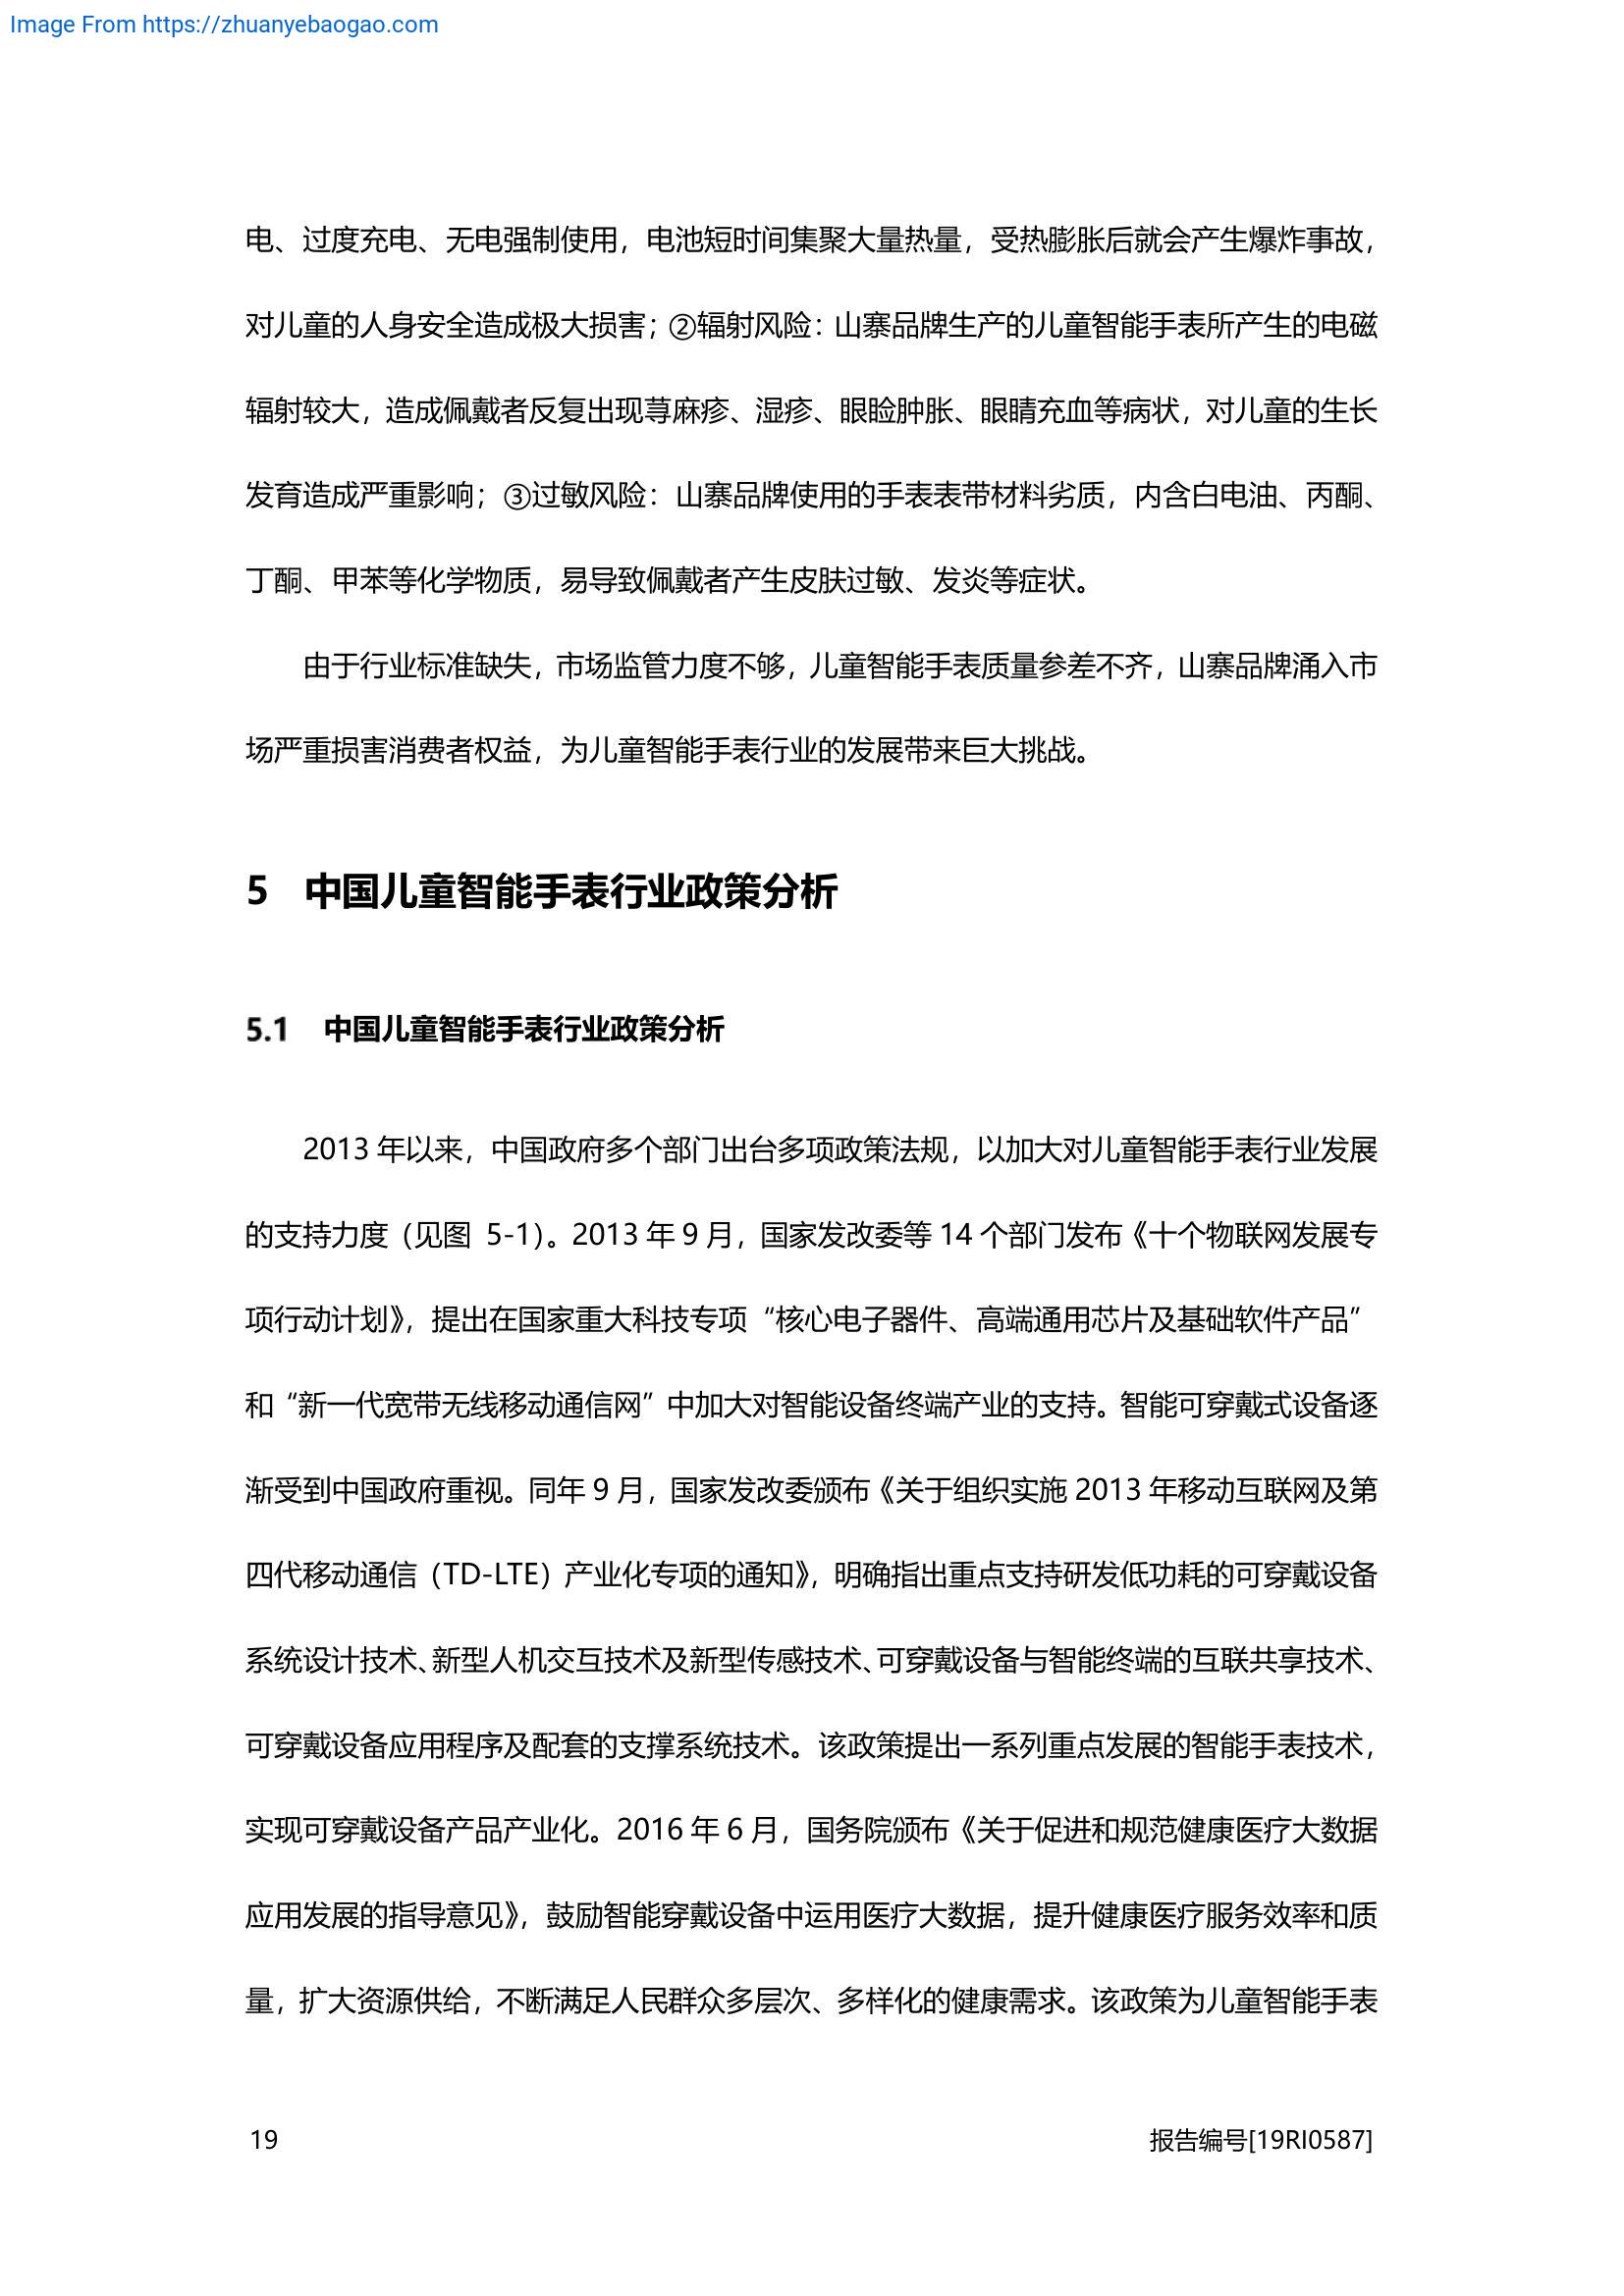 Image From https://zhuanyebaogao.com
电、过度充电、无电强制使用，电池短时间集聚大量热量，受热膨胀后就会产生爆炸事故，
对儿童的人身安全造成极大损害；②辐射风险：山寨品牌生产的儿童智能手表所产生的电磁
辐射较大，造成佩戴者反复出现荨麻疹、湿疹、眼睑肿胀、眼睛充血等病状，对儿童的生长
发育造成严重影响；③过敏风险：山寨品牌使用的手表表带材料劣质，内含白电油、丙酮、
丁酮、甲苯等化学物质，易导致佩戴者产生皮肤过敏、发炎等症状。
由于行业标准缺失，市场监管力度不够，儿童智能手表质量参差不齐，山寨品牌涌入市
场严重损害消费者权益，为儿童智能手表行业的发展带来巨大挑战。
5 中国儿童智能手表行业政策分析
5.1 中国儿童智能手表行业政策分析
2013 年以来，中国政府多个部门出台多项政策法规，以加大对儿童智能手表行业发展
的支持力度（见图 5-1）。2013 年 9 月，国家发改委等 14 个部门发布《十个物联网发展专
项行动计划》，提出在国家重大科技专项“核心电子器件、高端通用芯片及基础软件产品”
和“新一代宽带无线移动通信网”中加大对智能设备终端产业的支持。智能可穿戴式设备逐
渐受到中国政府重视。同年 9 月，国家发改委颁布《关于组织实施 2013 年移动互联网及第
四代移动通信（TD-LTE）产业化专项的通知》，明确指出重点支持研发低功耗的可穿戴设备
系统设计技术、新型人机交互技术及新型传感技术、可穿戴设备与智能终端的互联共享技术、
可穿戴设备应用程序及配套的支撑系统技术。该政策提出一系列重点发展的智能手表技术，
实现可穿戴设备产品产业化。2016 年 6 月，国务院颁布《关于促进和规范健康医疗大数据
应用发展的指导意见》，鼓励智能穿戴设备中运用医疗大数据，提升健康医疗服务效率和质
量，扩大资源供给，不断满足人民群众多层次、多样化的健康需求。该政策为儿童智能手表
19 报告编号[19RI0587]